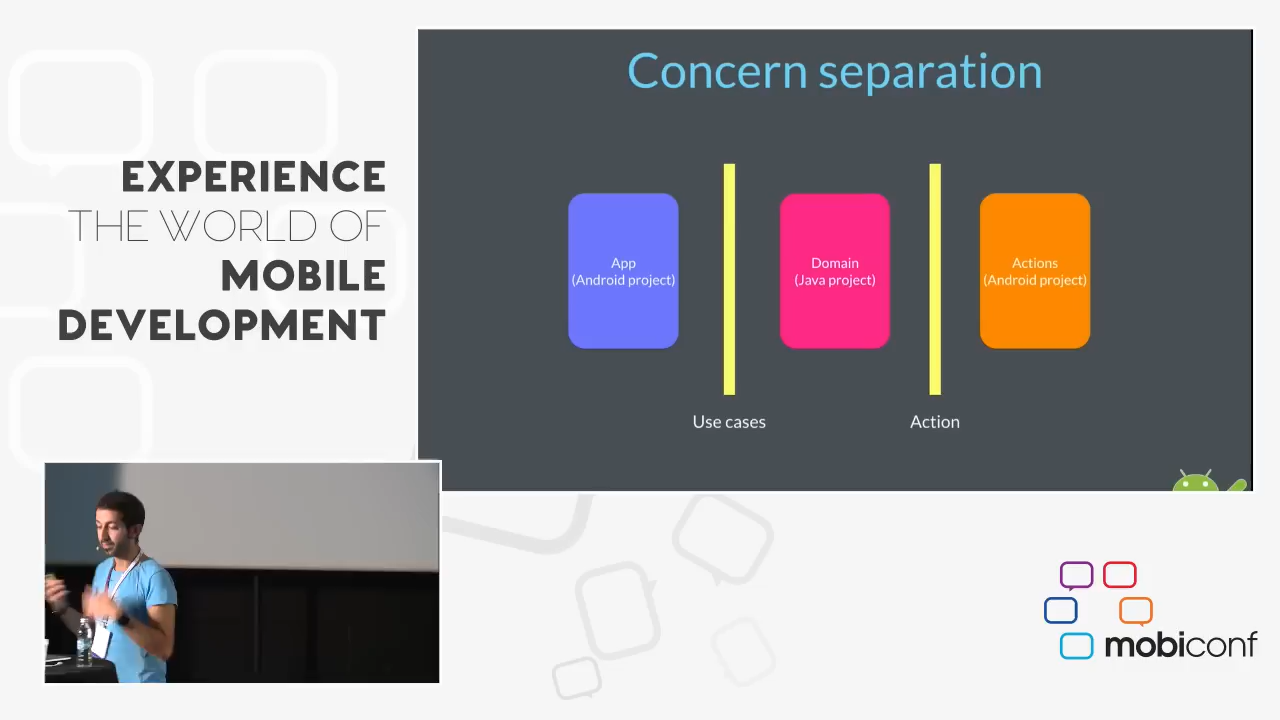 EXPERIENCE
THE WORLD OF
MOBILE
DEVELOPMENT
Concern separation
App
(Android project)
Domain
(Java project)
Actions
(Android project)
Use cases
Action
mobiconf